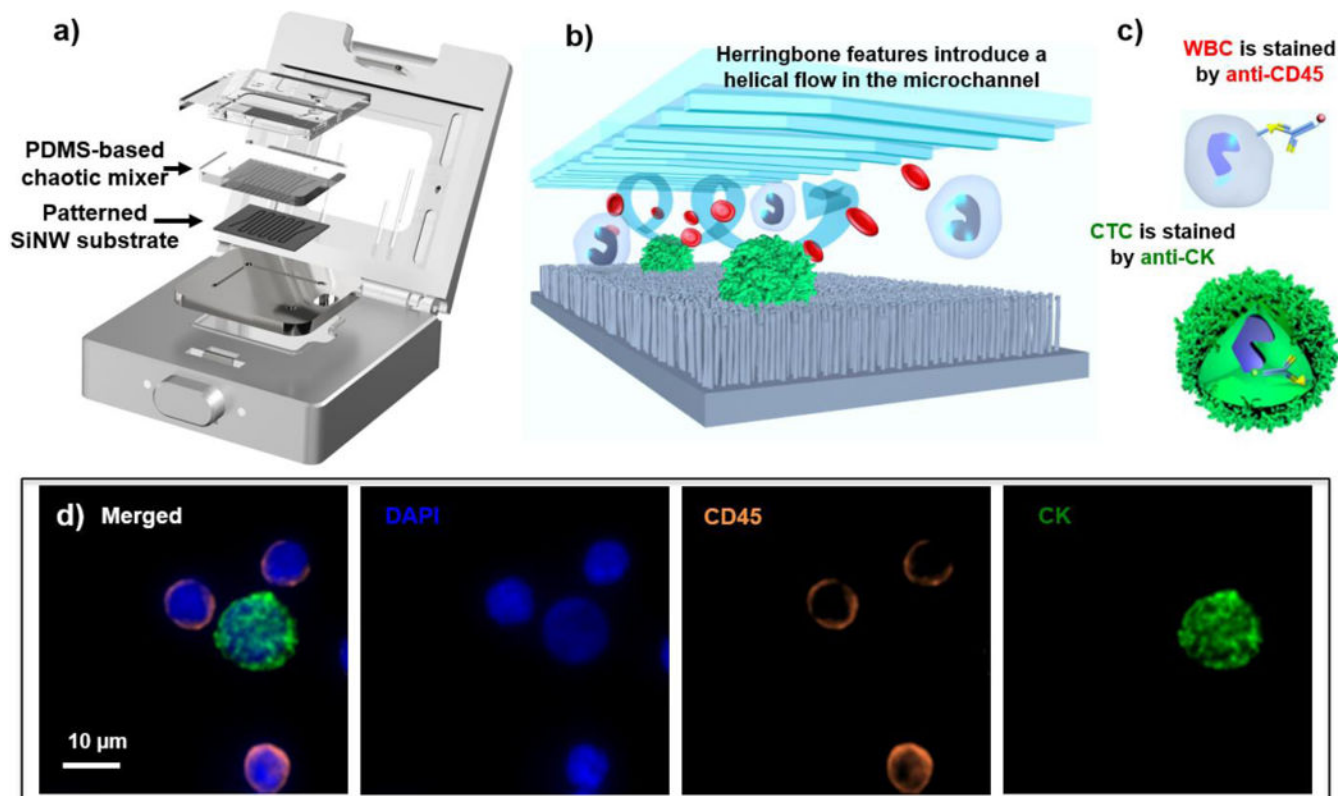 a)
PDMS-based
chaotic mixer
Patterned
SiNW substrate
b)
Herringbone features introduce a
helical flow in the microchannel
c)
WBC is stained
by anti-CD45
CTC is stained
by anti-CK
d) Merged
DAPI
CD45
CK
10 µm